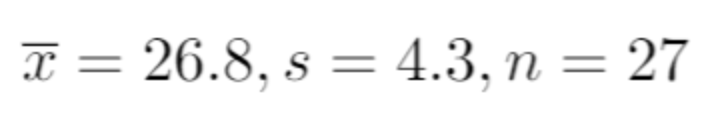 x̅ = 26.8, s = 4.3, n = 27